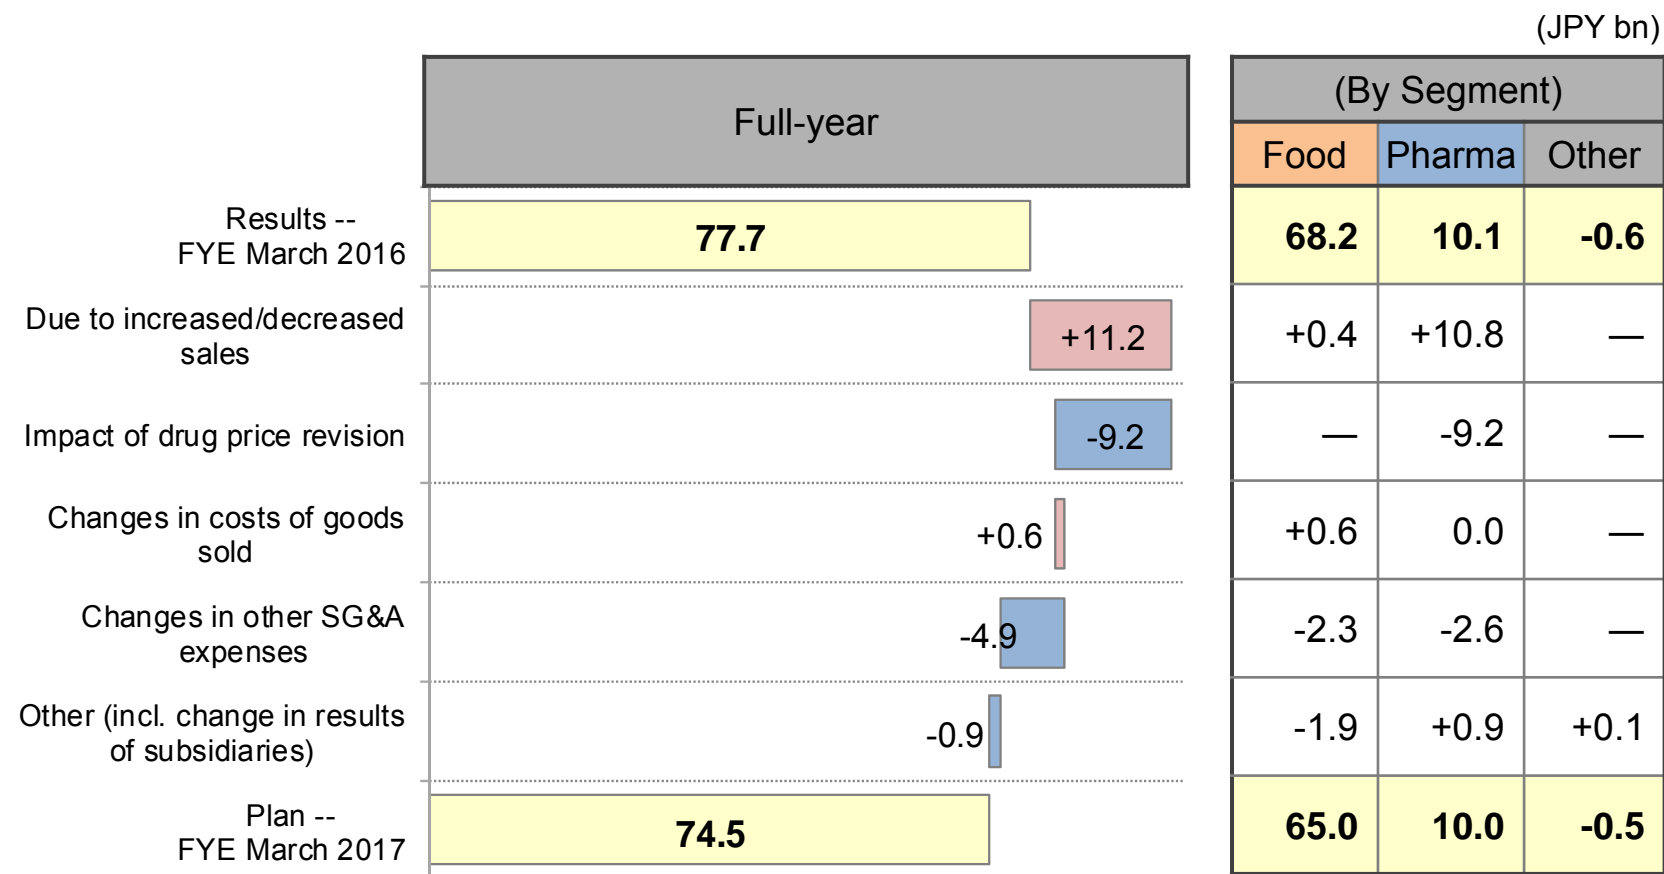 (JPY bn)
Full-year
(By Segment)
Food Pharma Other
Results --
FYE March 2016
77.7
68.2 10.1 -0.6
Due to increased/decreased
sales
+11.2
+0.4 +10.8 —
Impact of drug price revision
-9.2
— -9.2 —
Changes in costs of goods
sold
+0.6
+0.6 0.0 —
Changes in other SG&A
expenses
-4.9
-2.3 -2.6 —
Other (incl. change in results
of subsidiaries)
-0.9
-1.9 +0.9 +0.1
Plan --
FYE March 2017
74.5
65.0 10.0 -0.5